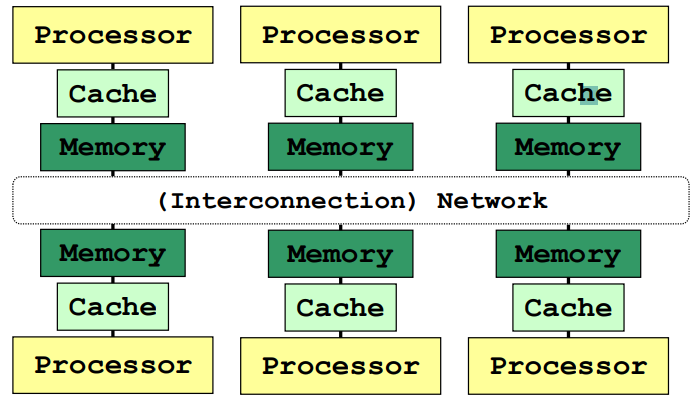 Processor Processor Processor
Cache Cache Cache
Memory Memory Memory
(Interconnection) Network
Memory Memory Memory
Cache Cache Cache
Processor Processor Processor